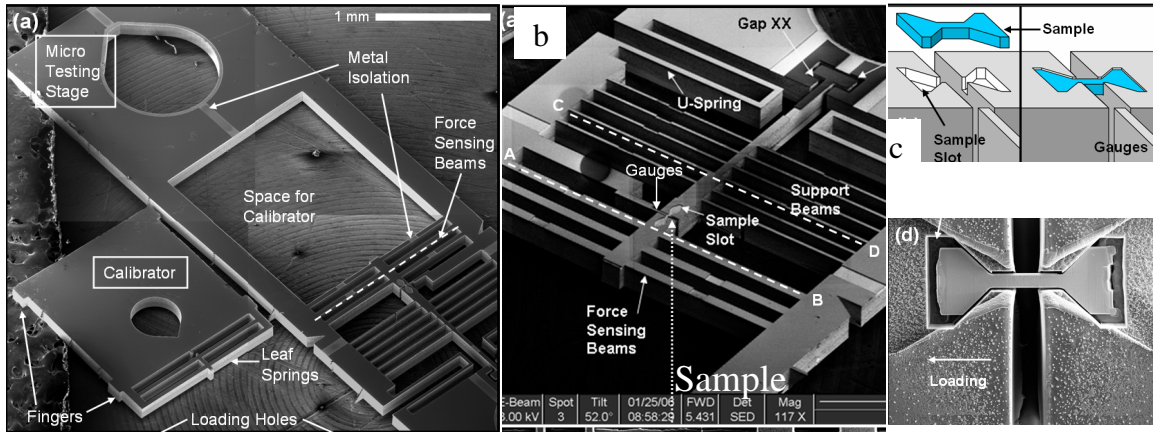 (a)
1 mm
Micro
Testing
Stage
Metal
Isolation
Force
Sensing
Beams
Space for
Calibrator
Calibrator
Leaf
Springs
Fingers
Loading Holes
b
Gap XX
U-Spring
C
A
Gauges
Support
Beams
Sample
Slot
D
B
Force
Sensing
Beams
Sample
E-Beam Spot Tilt 01/25/06 FWD Det Mag
3 52.0° 08:58:29 5.431 SED 117 X
Sample
Sample
Slot
Gauges
c
(d)
Loading